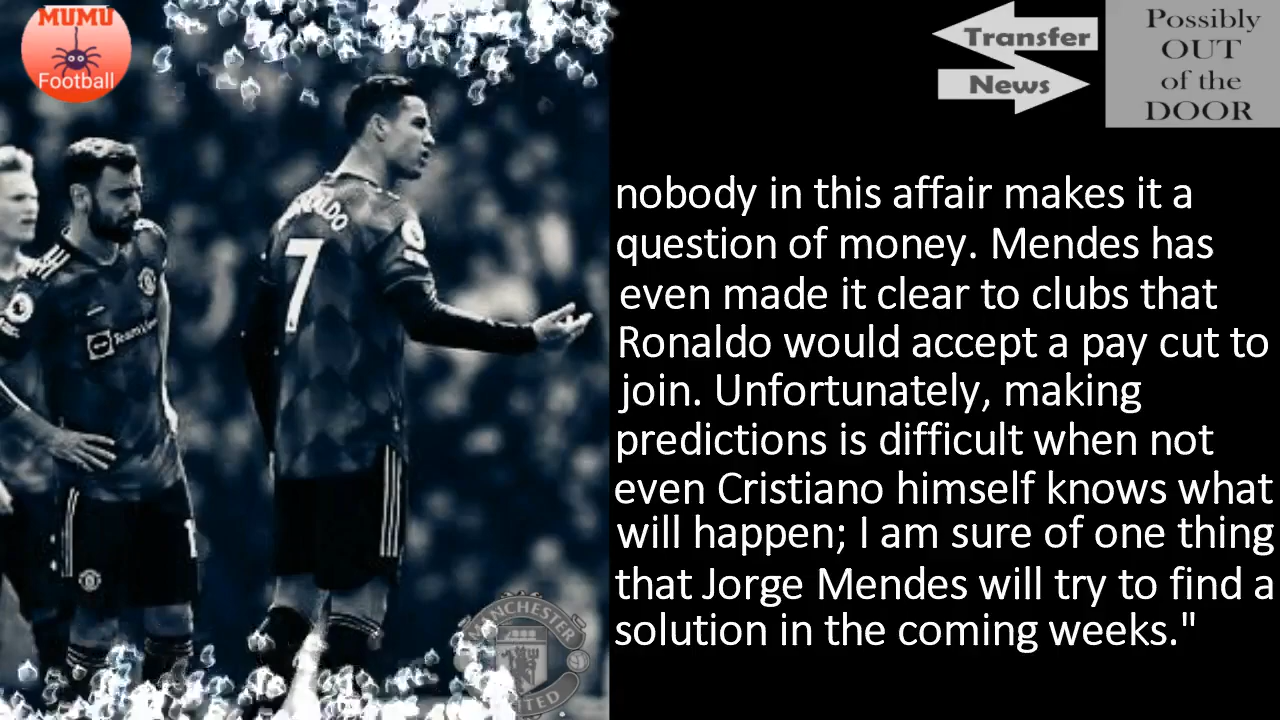 MUMU
Football
Transfer
News
Possibly
OUT
of the
DOOR
7
TeamV
MANCHESTER
UNITED
nobody in this affair makes it a
question of money. Mendes has
even made it clear to clubs that
Ronaldo would accept a pay cut to
join. Unfortunately, making
predictions is difficult when not
even Cristiano himself knows what
will happen; I am sure of one thing
that Jorge Mendes will try to find a
solution in the coming weeks."